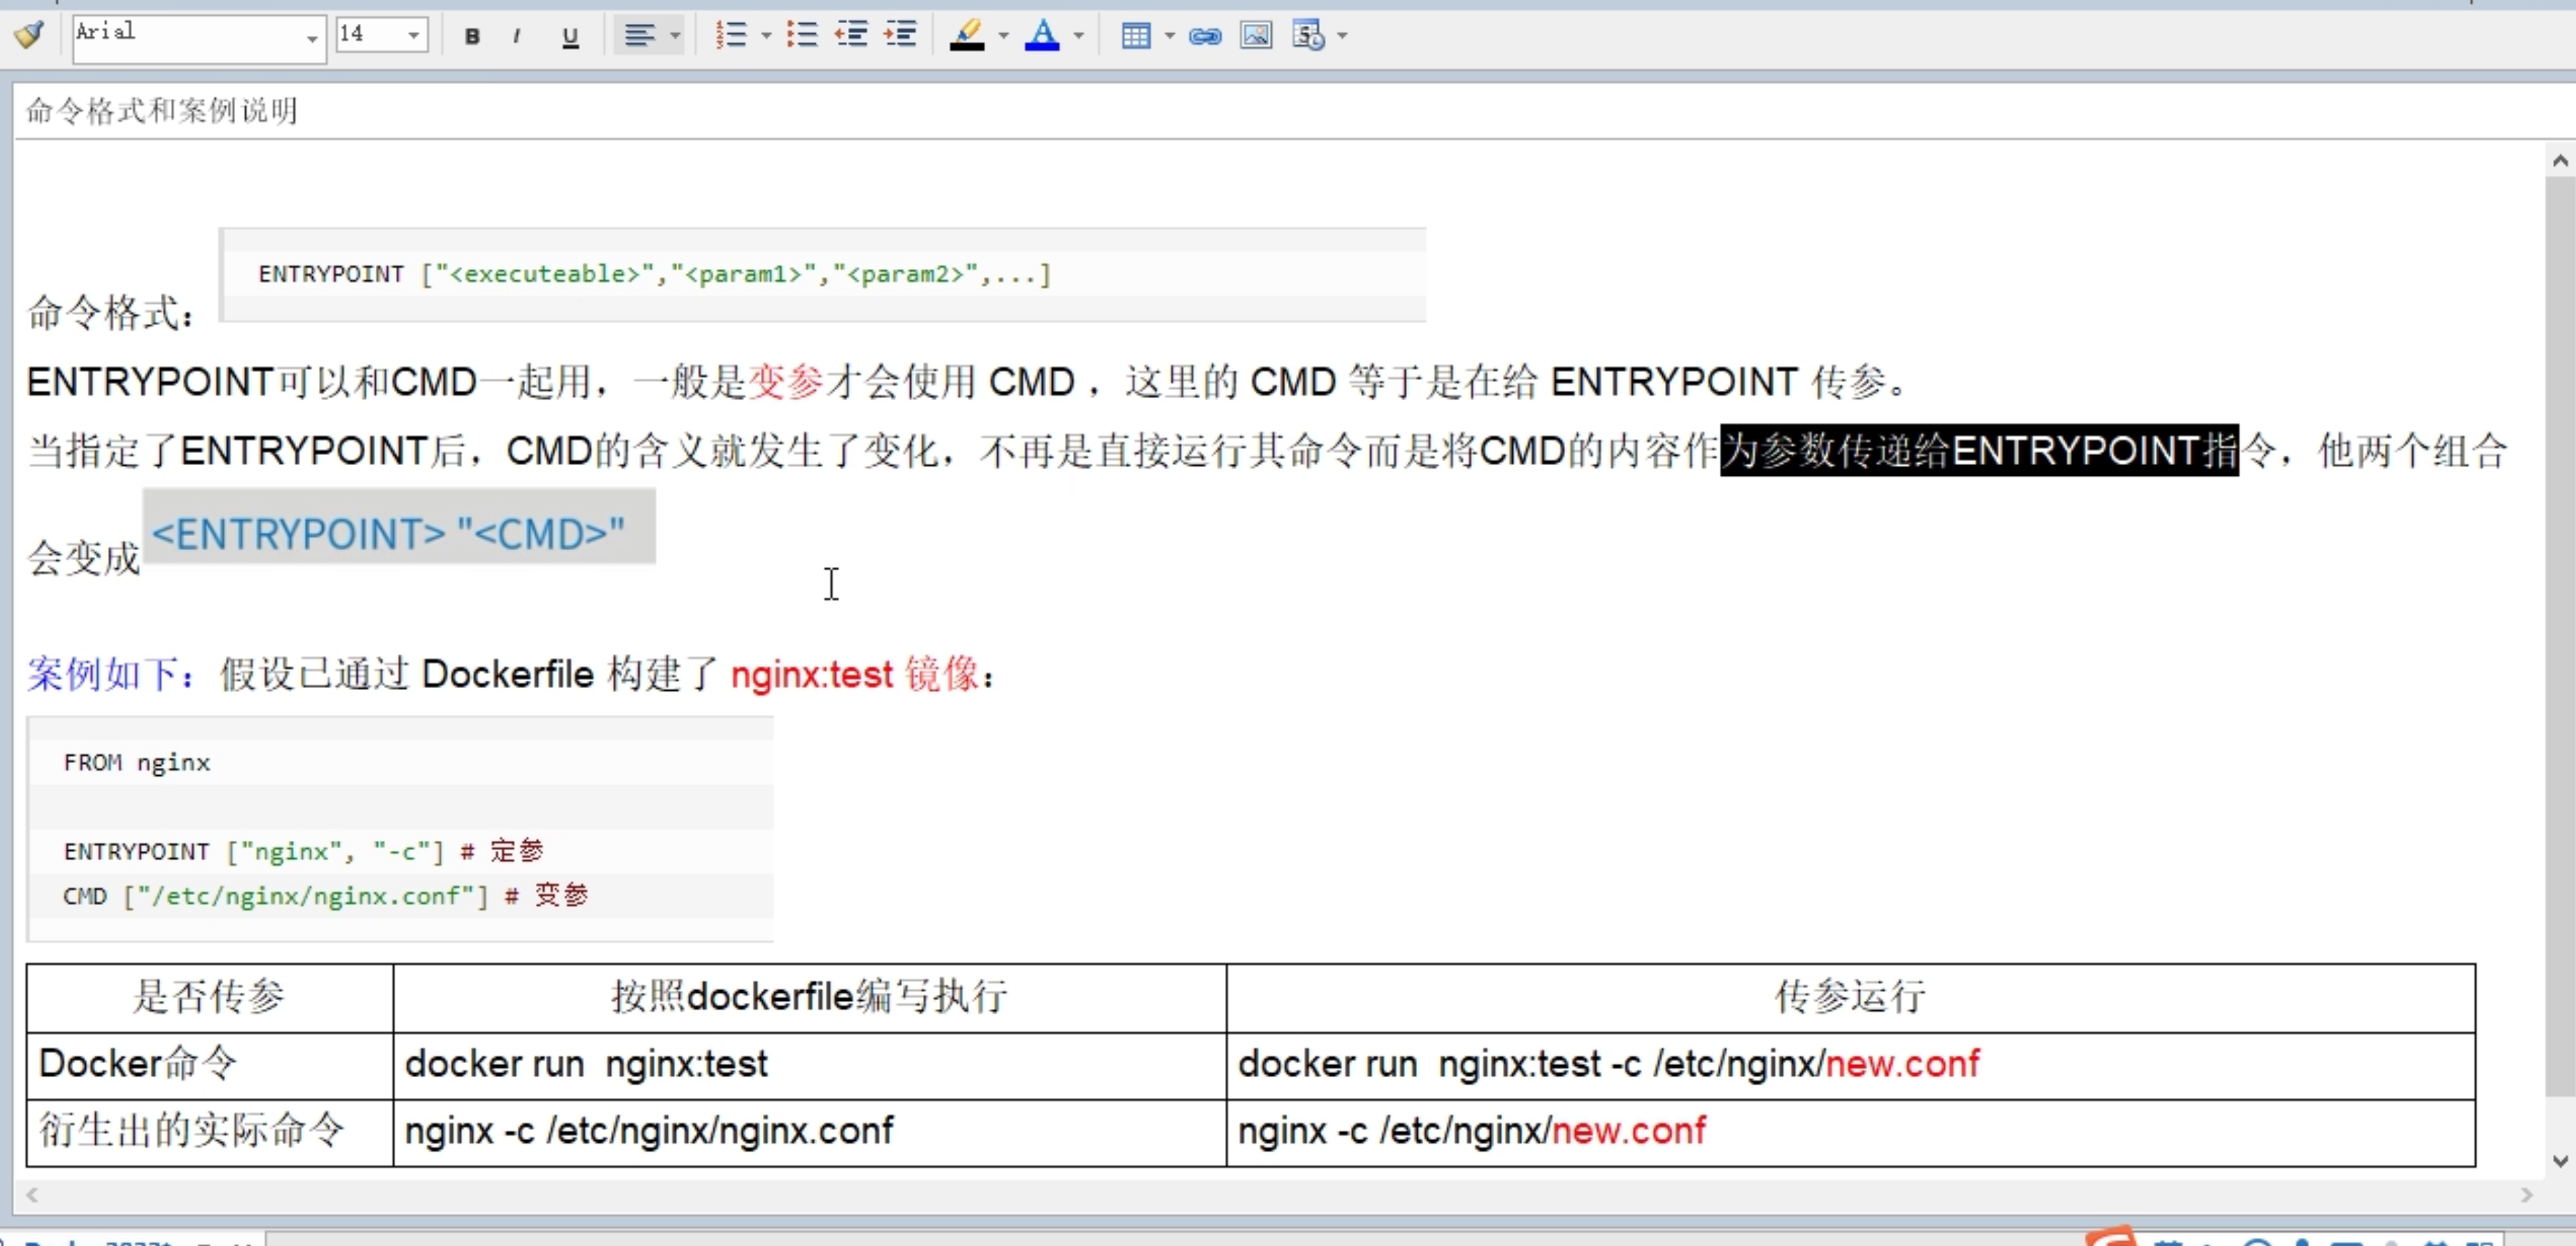 Arial 14 B I U
命令格式和案例说明
ENTRYPOINT ["<executeable>","<param1>","<param2>",...]
命令格式：
ENTRYPOINT可以和CMD一起用，一般是变参才会使用 CMD ，这里的 CMD 等于是在给 ENTRYPOINT 传参。
当指定了ENTRYPOINT后，CMD的含义就发生了变化，不再是直接运行其命令而是将CMD的内容作为参数传递给ENTRYPOINT指令，他两个组合
会变成 <ENTRYPOINT> "<CMD>"
案例如下：假设已通过 Dockerfile 构建了 nginx:test 镜像：
FROM nginx
ENTRYPOINT ["nginx", "-c"] # 定参
CMD ["/etc/nginx/nginx.conf"] # 变参
是否传参 按照dockerfile编写执行 传参运行
Docker命令 docker run  nginx:test docker run  nginx:test -c /etc/nginx/new.conf
衍生出的实际命令 nginx -c /etc/nginx/nginx.conf nginx -c /etc/nginx/new.conf